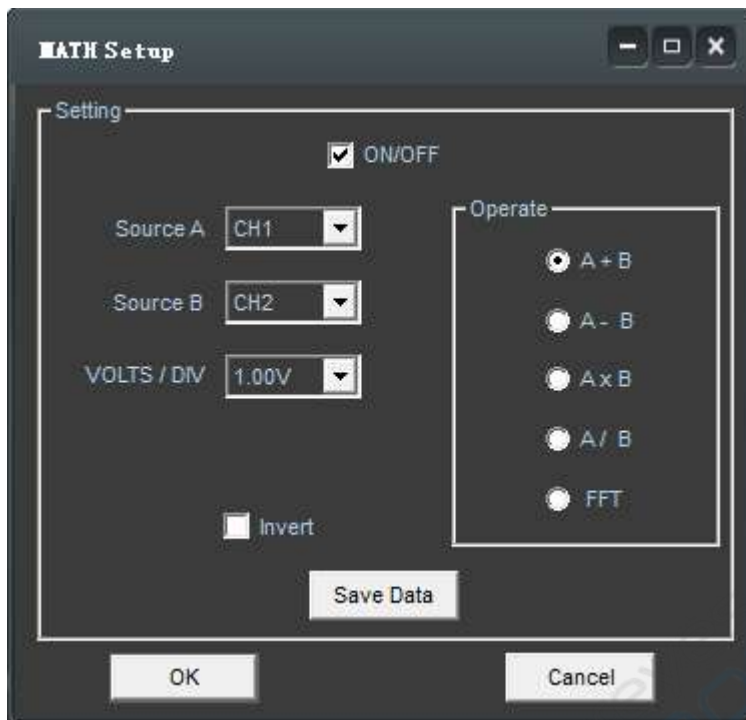 MATH Setup
Setting
ON/OFF
Source A CH1
Source B CH2
VOLTS / DIV 1.00V
Invert
Operate
A + B
A - B
A x B
A / B
FFT
Save Data
OK Cancel